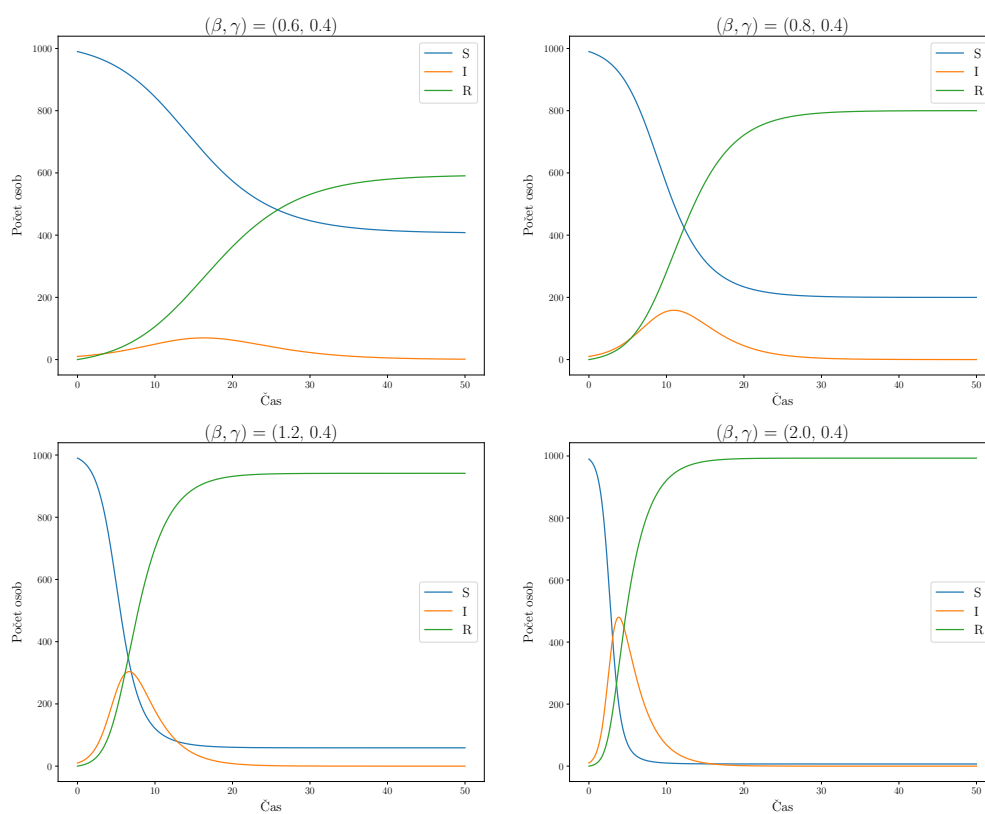 (β, γ) = (0.6, 0.4)
1000
800
600
400
200
0
Počet osob
0 10 20 30 40 50
Čas
S
I
R
(β, γ) = (0.8, 0.4)
1000
800
600
400
200
0
Počet osob
0 10 20 30 40 50
Čas
S
I
R
(β, γ) = (1.2, 0.4)
1000
800
600
400
200
0
Počet osob
0 10 20 30 40 50
Čas
S
I
R
(β, γ) = (2.0, 0.4)
1000
800
600
400
200
0
Počet osob
0 10 20 30 40 50
Čas
S
I
R